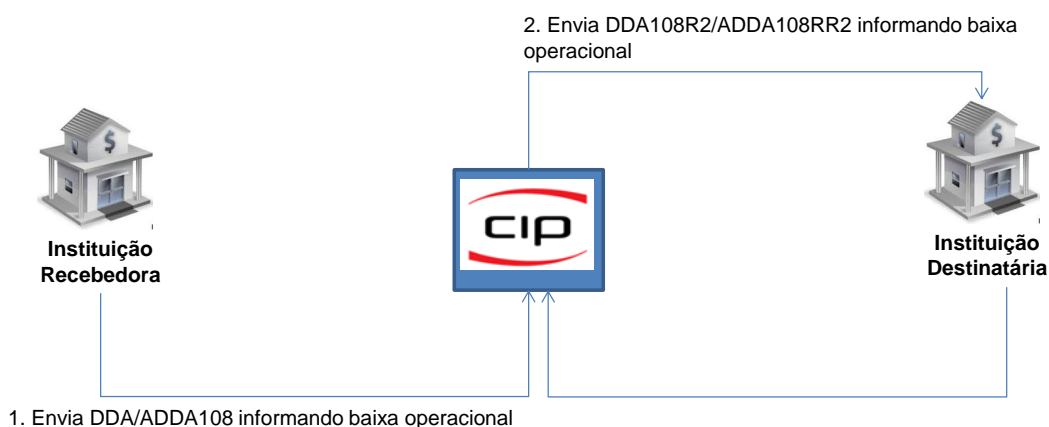 2. Envia DDA108R2/ADDA108RR2 informando baixa
operacional
$
$
cip
Instituição
Recebedora
Instituição
Destinatária
1. Envia DDA/ADDA108 informando baixa operacional